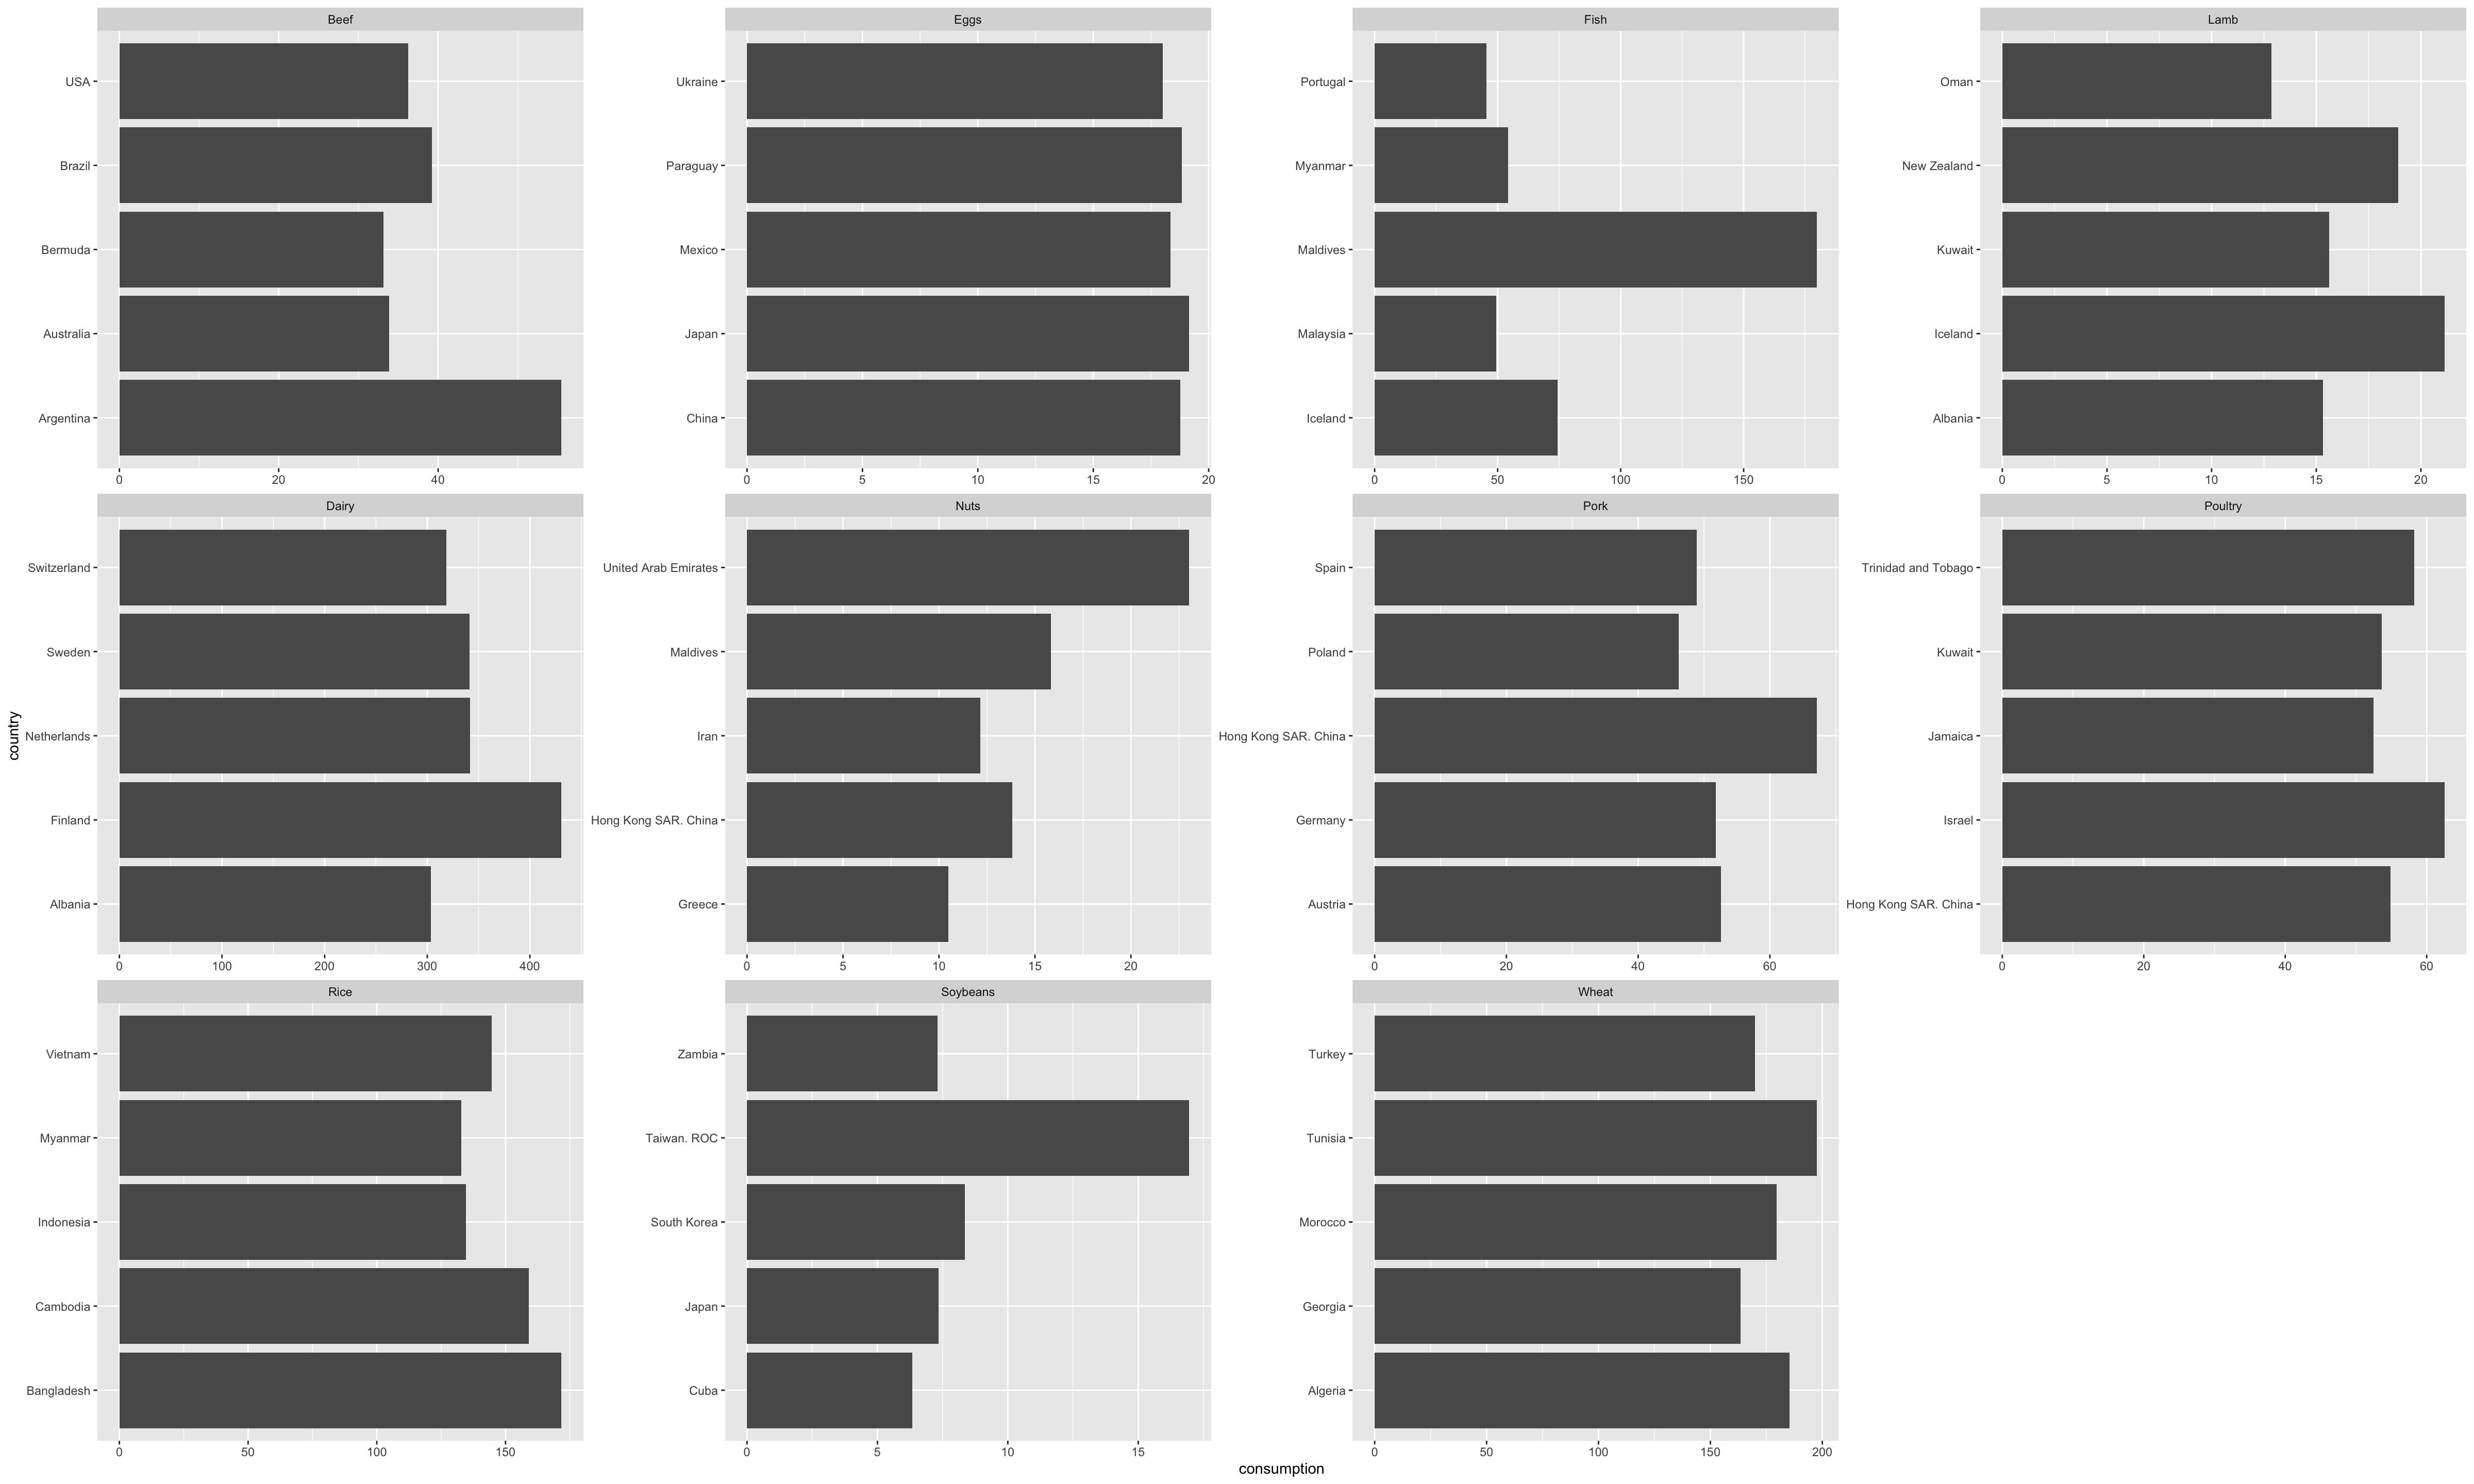 Beef
USA
Brazil
Bermuda
Australia
Argentina
0 20 40
Eggs
Ukraine
Paraguay
Mexico
Japan
China
0 5 10 15 20
Fish
Portugal
Myanmar
Maldives
Malaysia
Iceland
0 50 100 150
Lamb
Oman
New Zealand
Kuwait
Iceland
Albania
0 5 10 15 20
Dairy
Switzerland
Sweden
Netherlands
Finland
Albania
0 100 200 300 400
Nuts
United Arab Emirates
Maldives
Iran
Hong Kong SAR. China
Greece
0 5 10 15 20
Pork
Spain
Poland
Hong Kong SAR. China
Germany
Austria
0 20 40 60
Poultry
Trinidad and Tobago
Kuwait
Jamaica
Israel
Hong Kong SAR. China
0 20 40 60
Rice
Vietnam
Myanmar
Indonesia
Cambodia
Bangladesh
0 50 100 150
Soybeans
Zambia
Taiwan. ROC
South Korea
Japan
Cuba
0 5 10 15
Wheat
Turkey
Tunisia
Morocco
Georgia
Algeria
0 50 100 150 200
country
consumption